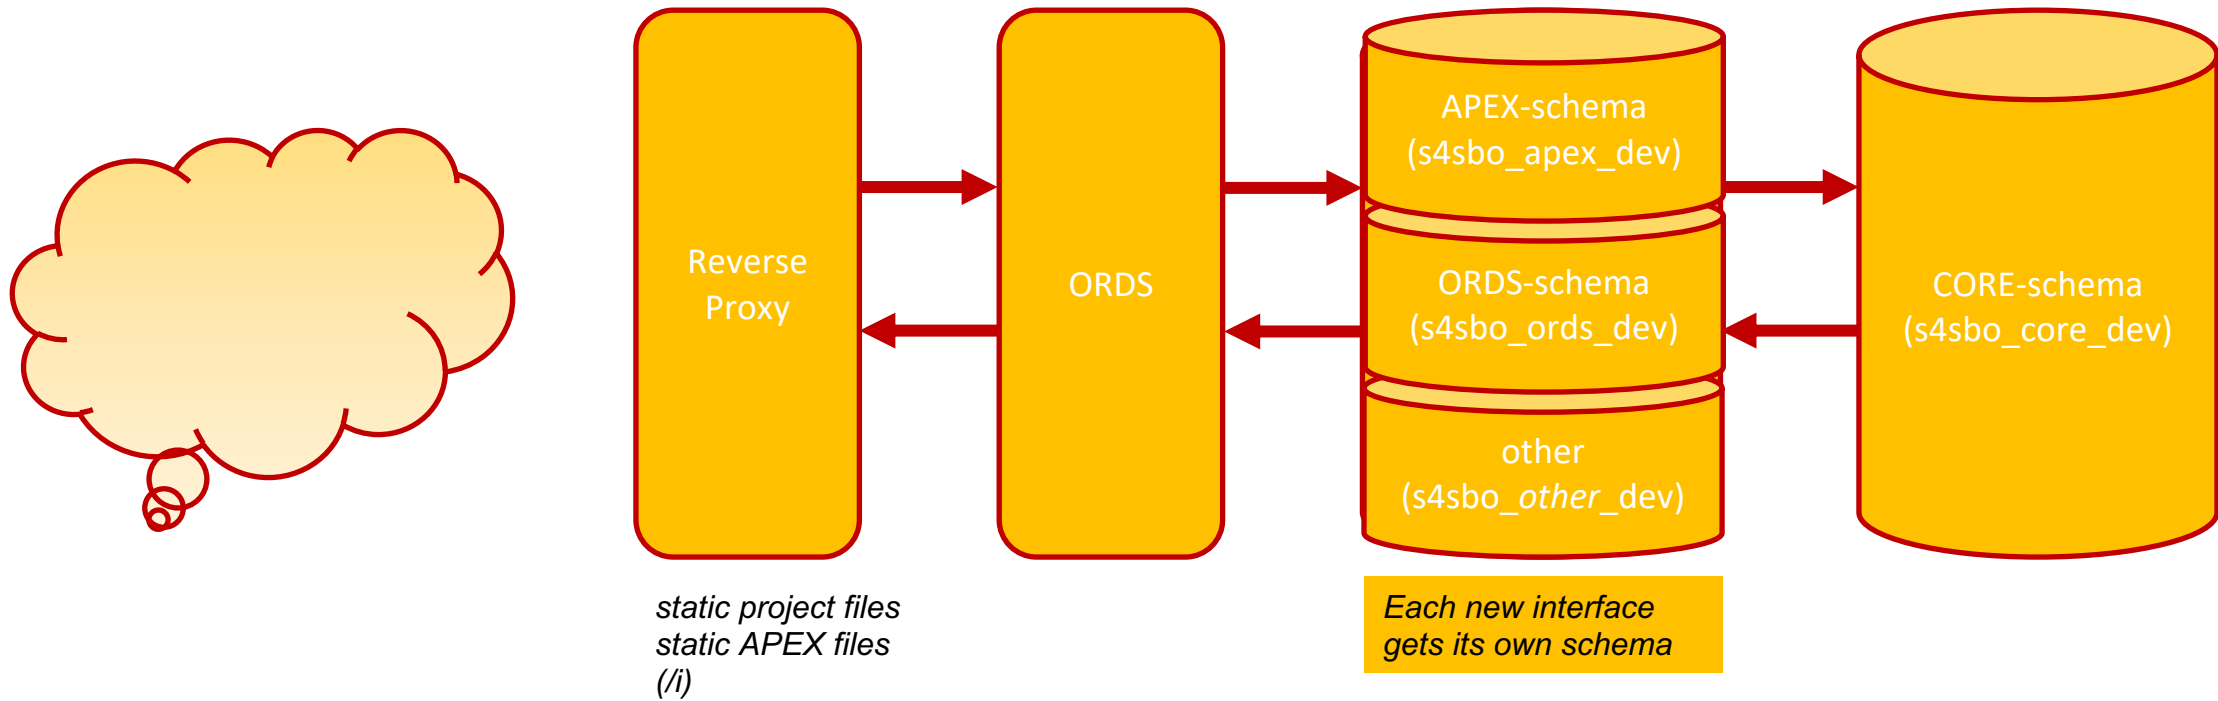 Reverse
Proxy
ORDS
APEX-schema
(s4sbo_apex_dev)
ORDS-schema
(s4sbo_ords_dev)
other
(s4sbo_other_dev)
CORE-schema
(s4sbo_core_dev)
static project files
static APEX files
(/i)
Each new interface
gets its own schema